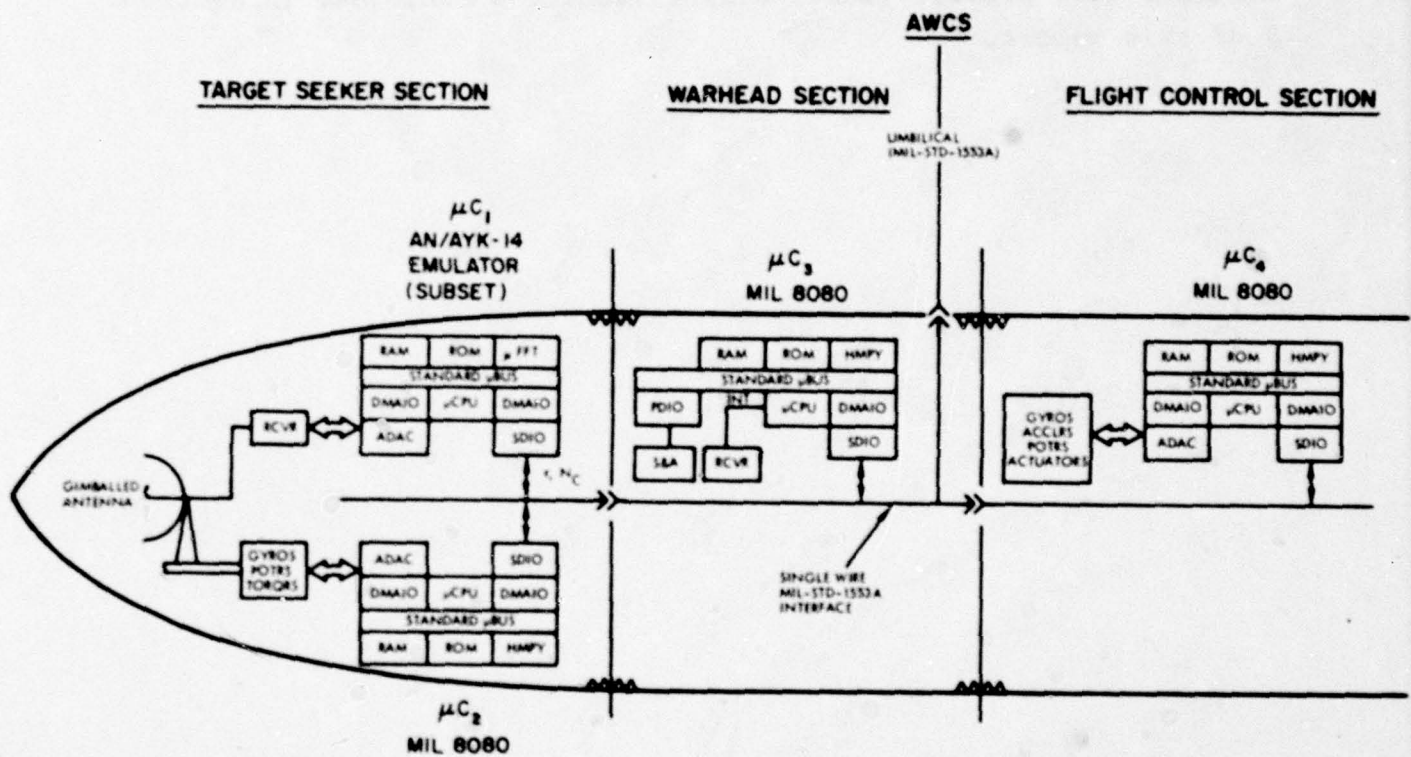 AWCS
TARGET SEEKER SECTION
WARHEAD SECTION
FLIGHT CONTROL SECTION
UMBILICAL
(MIL-STD-1553A)
μC1
AN/AYK-14
EMULATOR
(SUBSET)
μC3
MIL 8080
μC4
MIL 8080
RAM ROM μFFT
STANDARD μBUS
DMAIO μCPU DMAIO
ADAC SDIO
RCVR
GIMBALLED
ANTENNA
r, NC
GYROS
POTRS
TORQRS
ADAC SDIO
DMAIO μCPU DMAIO
STANDARD μBUS
RAM ROM HMPY
μC2
MIL 8080
RAM ROM HMPY
STANDARD μBUS
INT
PDIO μCPU DMAIO
SDIO
S&A RCVR
SINGLE WIRE
MIL-STD-1553A
INTERFACE
RAM ROM HMPY
STANDARD μBUS
DMAIO μCPU DMAIO
ADAC SDIO
GYROS
ACCLRS
POTRS
ACTUATORS